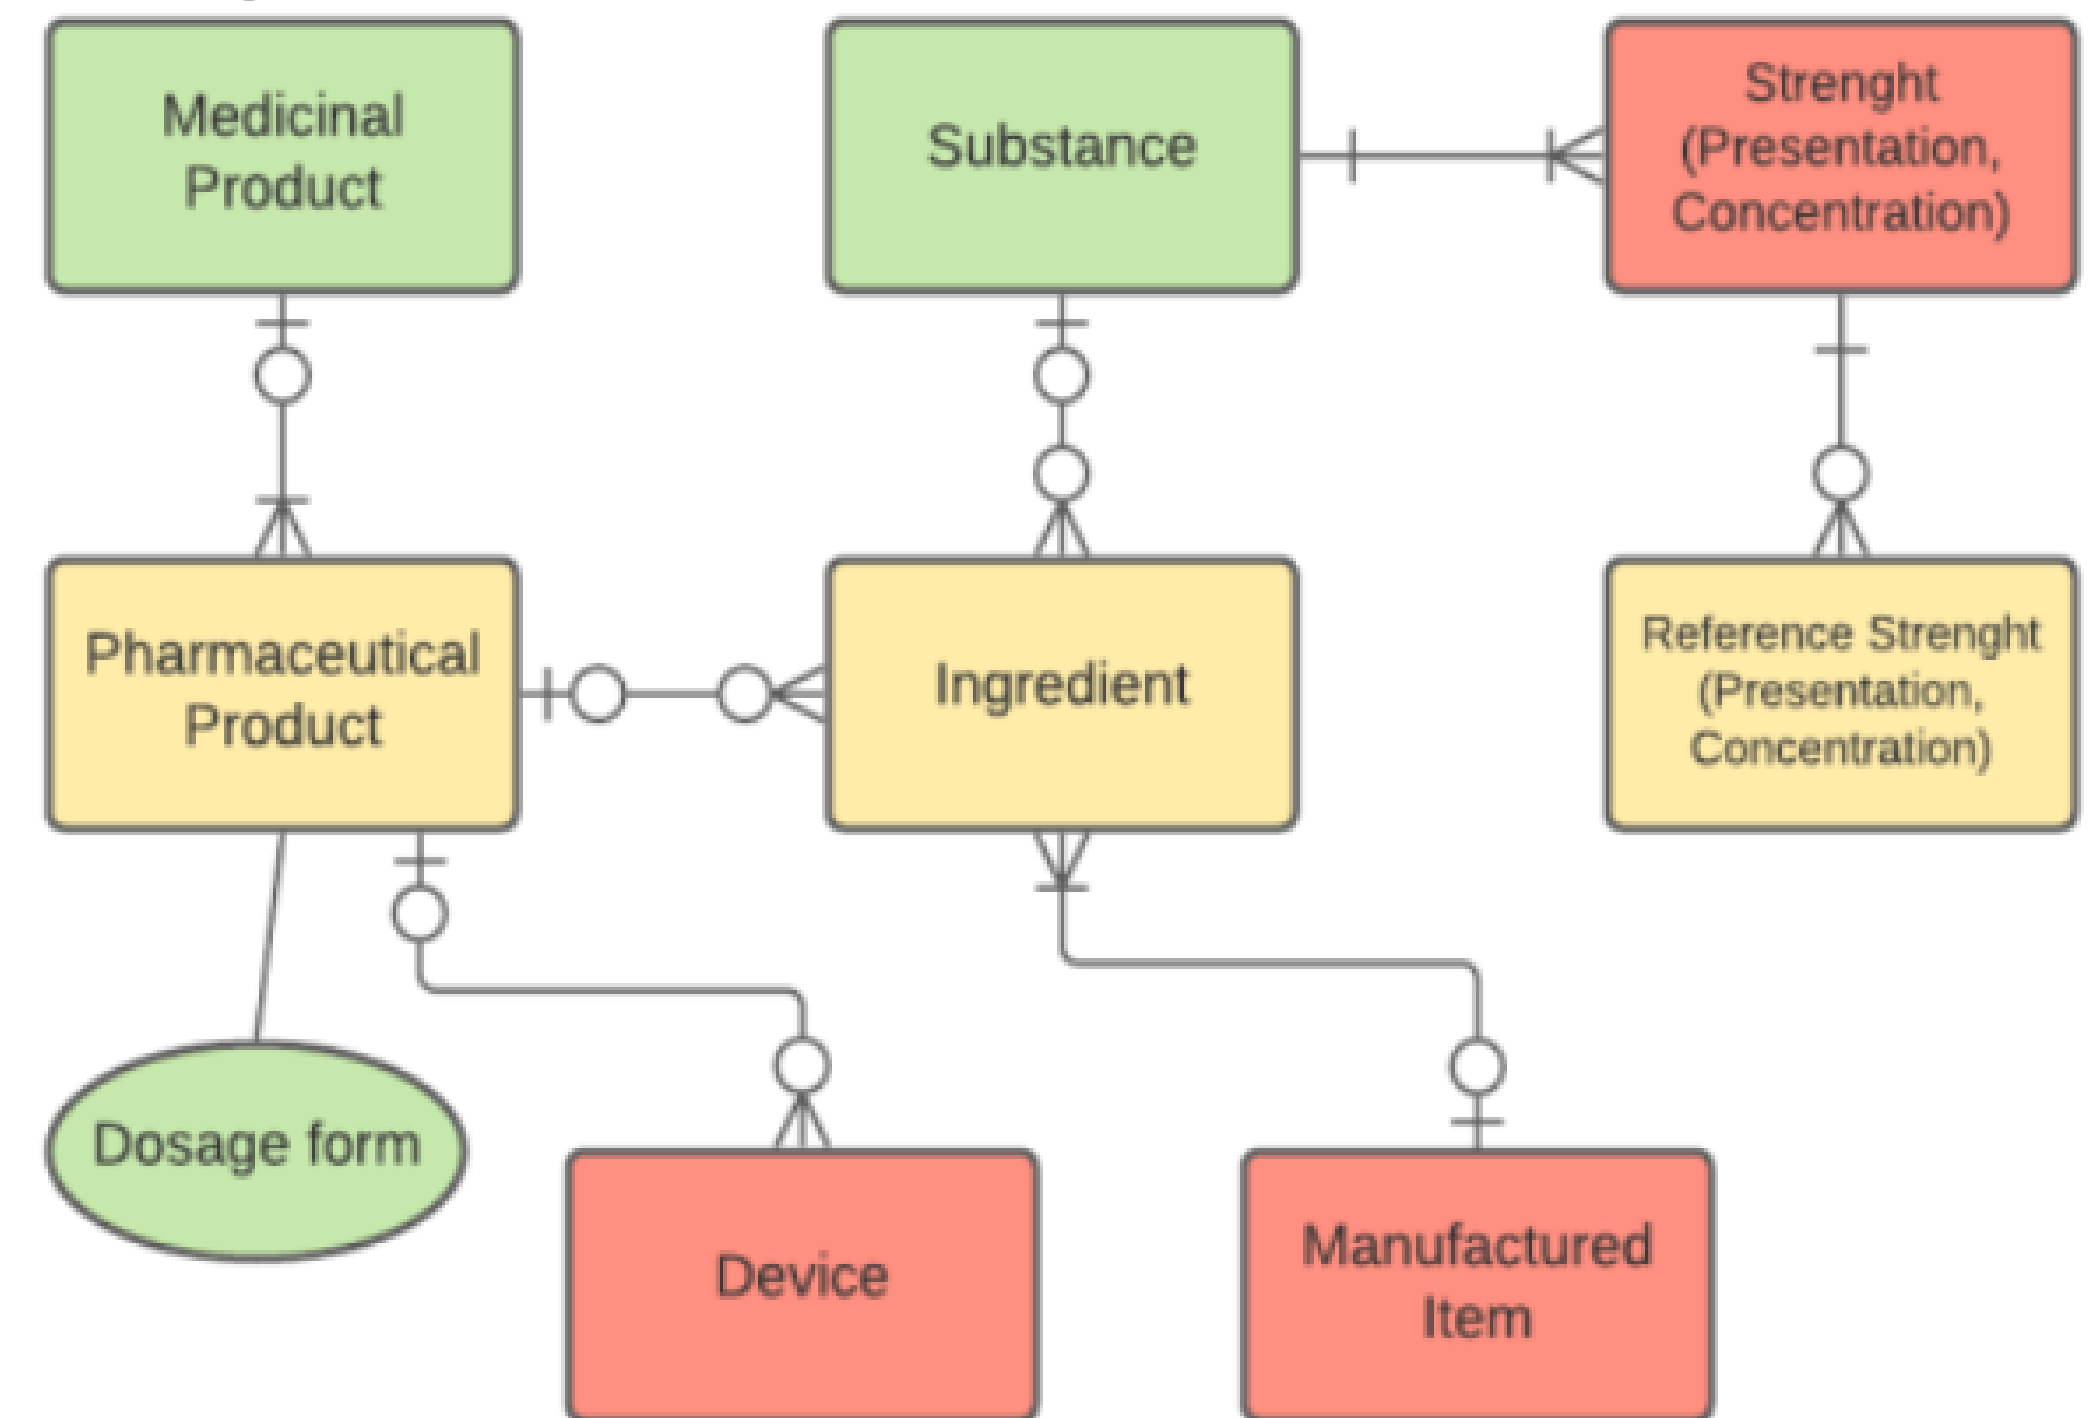 Medicinal
Product
Substance
Strenght
(Presentation,
Concentration)
Pharmaceutical
Product
Ingredient
Reference Strenght
(Presentation,
Concentration)
Dosage form
Device
Manufactured
Item